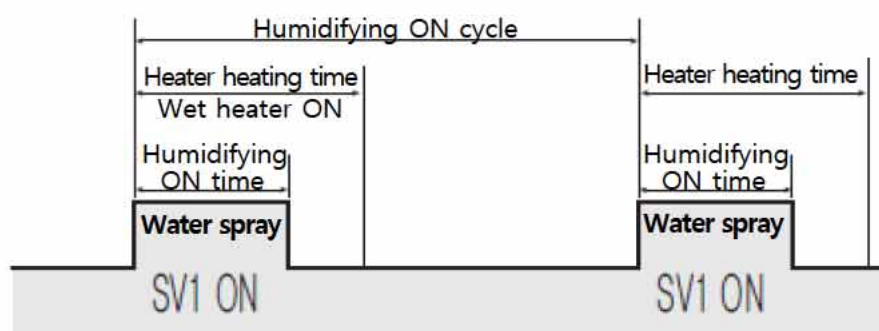 Humidifying ON cycle
Heater heating time
Wet heater ON
Heater heating time
Humidifying
ON time
Humidifying
ON time
Water spray
Water spray
SV1 ON
SV1 ON